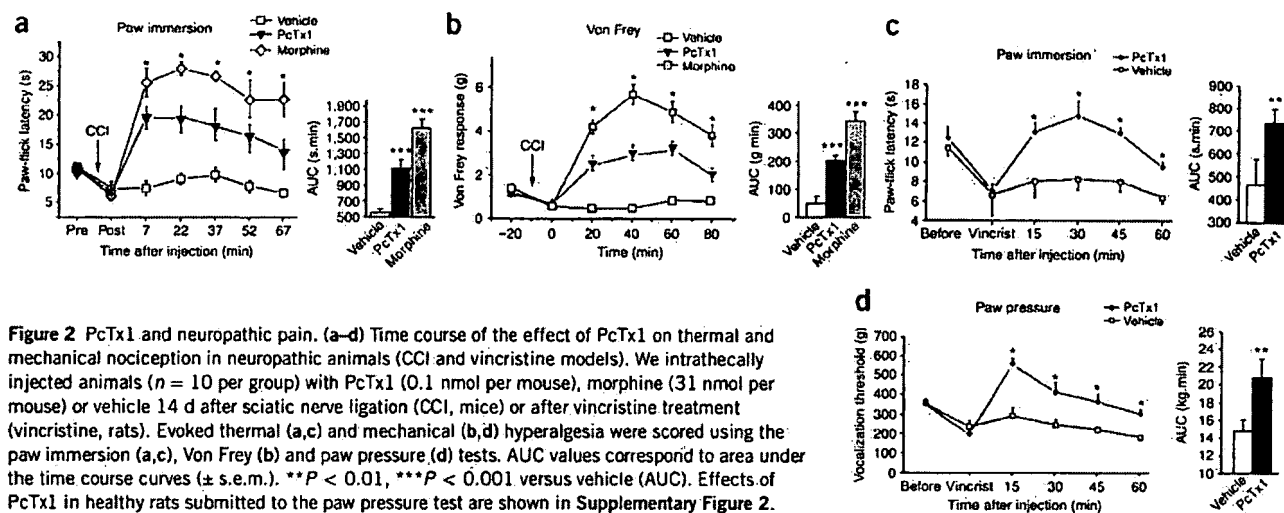 a
Paw immersion
Vehicle
PcTx1
Morphine
Paw-flick latency (s)
30
25
20
15
10
5
CCI
* * * * *
Pre Post 7 22 37 52 67
Time after injection (min)
AUC (s.min)
1,900
1,700
1,500
1,300
1,100
900
700
500
***
***
Vehicle
PcTx1
Morphine
b
Von Frey
Vehicle
PcTx1
Morphine
Von Frey response (g)
6
4
2
0
CCI
* * * *
−20 0 20 40 60 80
Time (min)
AUC (g min)
400
300
200
100
0
***
***
Vehicle
PcTx1
Morphine
c
Paw immersion
PcTx1
Vehicle
Paw-flick latency (s)
18
16
14
12
10
8
6
4
* * * *
Before Vincrist 15 30 45 60
Time after injection (min)
AUC (s.min)
900
800
700
600
500
400
300
**
Vehicle
PcTx1
d
Paw pressure
PcTx1
Vehicle
Vocalization threshold (g)
700
600
500
400
300
200
100
0
* * * *
Before Vincrist 15 30 45 60
Time after injection (min)
AUC (kg.min)
26
24
22
20
18
16
14
12
**
Vehicle
PcTx1
Figure 2 PcTx1 and neuropathic pain. (a–d) Time course of the effect of PcTx1 on thermal and
mechanical nociception in neuropathic animals (CCI and vincristine models). We intrathecally
injected animals (n = 10 per group) with PcTx1 (0.1 nmol per mouse), morphine (31 nmol per
mouse) or vehicle 14 d after sciatic nerve ligation (CCI, mice) or after vincristine treatment
(vincristine, rats). Evoked thermal (a,c) and mechanical (b,d) hyperalgesia were scored using the
paw immersion (a,c), Von Frey (b) and paw pressure (d) tests. AUC values correspond to area under
the time course curves (± s.e.m.). **P < 0.01, ***P < 0.001 versus vehicle (AUC). Effects of
PcTx1 in healthy rats submitted to the paw pressure test are shown in Supplementary Figure 2.